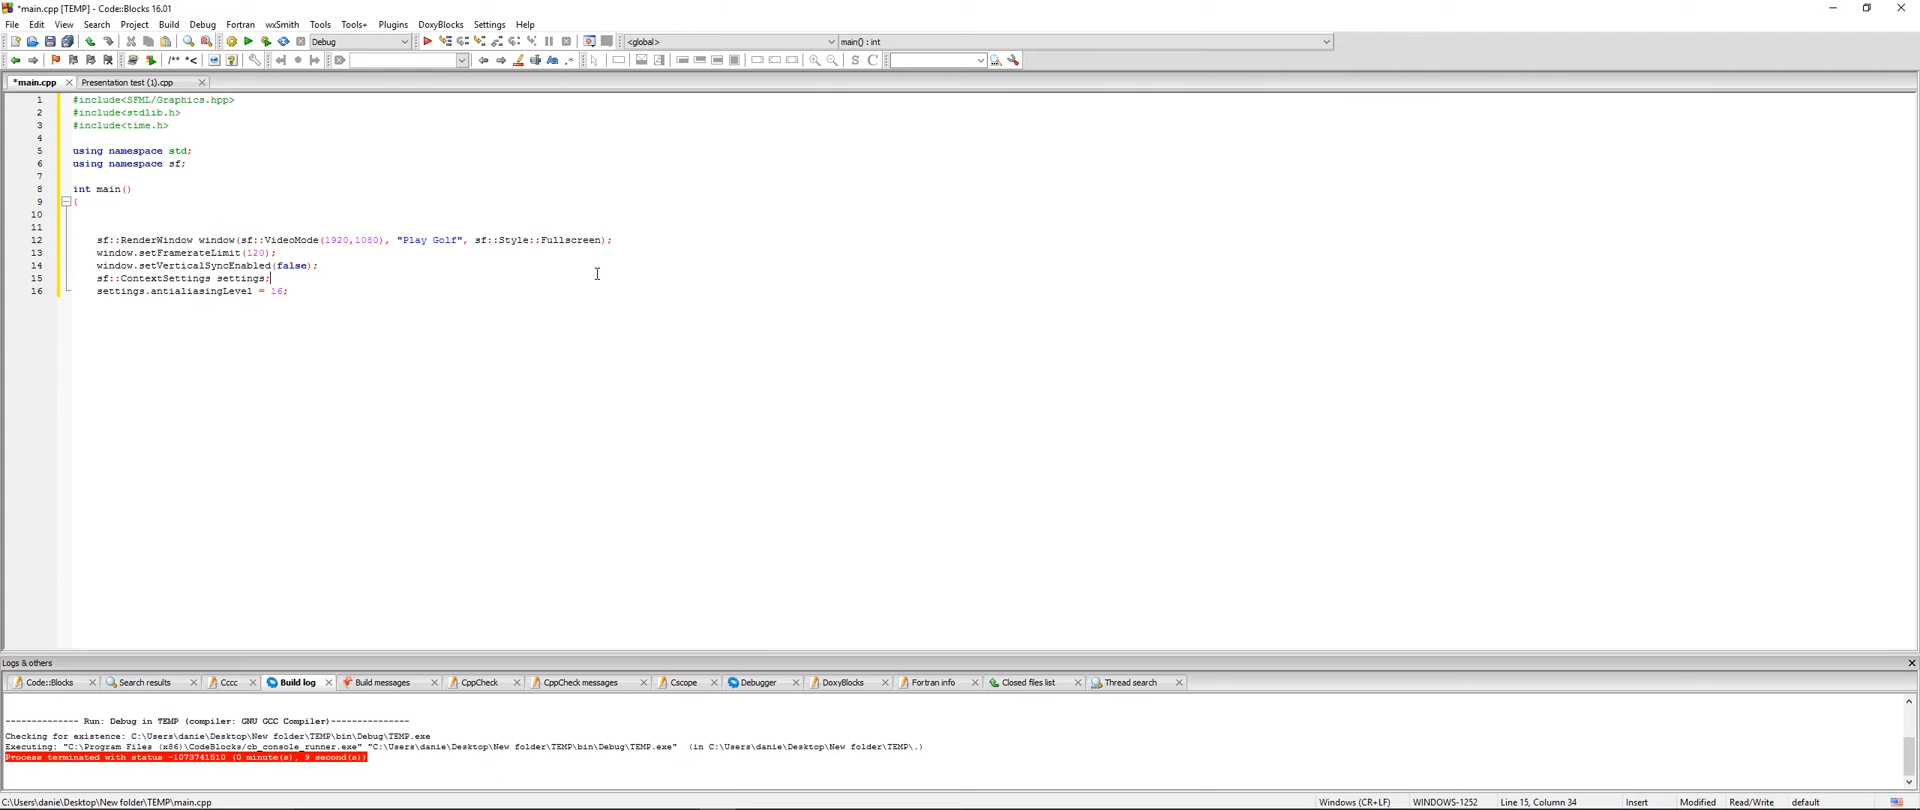 *main.cpp [TEMP] - Code::Blocks 16.01
File Edit View Search Project Build Debug Fortran wxSmith Tools Tools+ Plugins DoxyBlocks Settings Help
Debug <global> main() : int
/** *< Aa .* S C
*main.cpp Presentation test (1).cpp
1 #include<SFML/Graphics.hpp>
2 #include<stdlib.h>
3 #include<time.h>
4
5 using namespace std;
6 using namespace sf;
7
8 int main()
9 {
10
11
12 sf::RenderWindow window(sf::VideoMode(1920,1080), "Play Golf", sf::Style::Fullscreen);
13 window.setFramerateLimit(120);
14 window.setVerticalSyncEnabled(false);
15 sf::ContextSettings settings;
16 settings.antialiasingLevel = 16;
Logs & others
Code::Blocks Search results Cccc Build log Build messages CppCheck CppCheck messages Cscope Debugger DoxyBlocks Fortran info Closed files list Thread search
-------------- Run: Debug in TEMP (compiler: GNU GCC Compiler)---------------
Checking for existence: C:\Users\danie\Desktop\New folder\TEMP\bin\Debug\TEMP.exe
Executing: "C:\Program Files (x86)\CodeBlocks/cb_console_runner.exe" "C:\Users\danie\Desktop\New folder\TEMP\bin\Debug\TEMP.exe" (in C:\Users\danie\Desktop\New folder\TEMP\.)
Process terminated with status -1073741510 (0 minute(s), 9 second(s))
C:\Users\danie\Desktop\New folder\TEMP\main.cpp Windows (CR+LF) WINDOWS-1252 Line 15, Column 34 Insert Modified Read/Write default